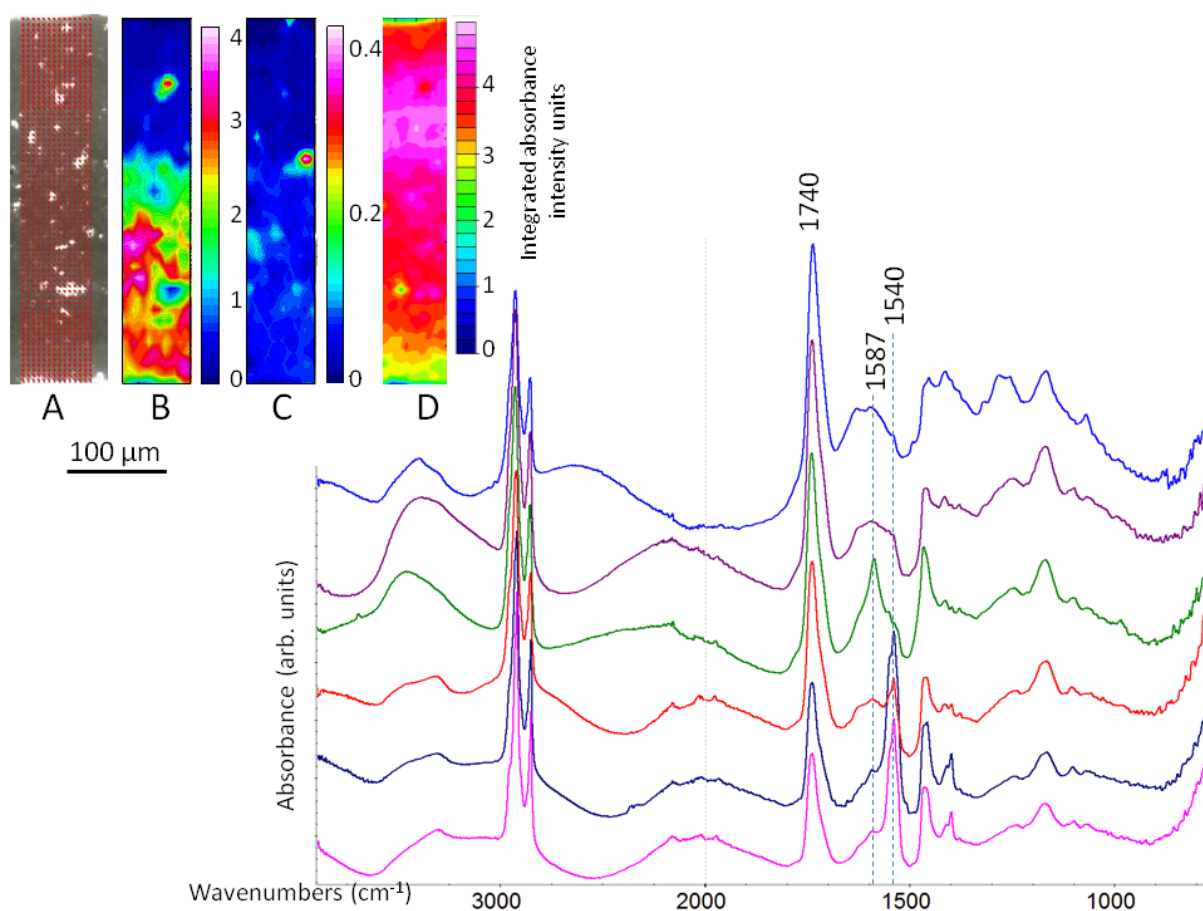 4
3
2
1
0
0.4
0.2
0
4
3
2
1
0
Integrated absorbance
intensity units
A
B
C
D
100 µm
1740
1587
1540
Absorbance (arb. units)
Wavenumbers (cm⁻¹)
3000
2000
1500
1000